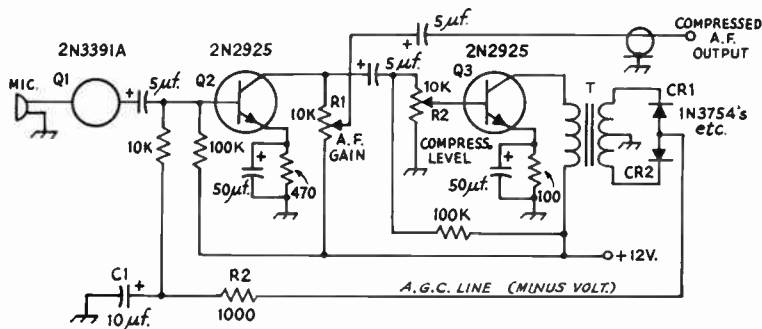 5µf.
COMPRESSED
A.F.
OUTPUT
2N3391A
2N2925
2N2925
MIC.
Q1
+ 5µf.
Q2
+ 5µf.
Q3
T
CR1
1N3754's
etc.
CR2
10K
100K
10K
R1
A.F.
GAIN
10K
R2
COMPRESS.
LEVEL
+
50µf.
470
+
50µf.
100
100K
+12V.
C1
+
10µf.
R2
1000
A.G.C. LINE (MINUS VOLT.)